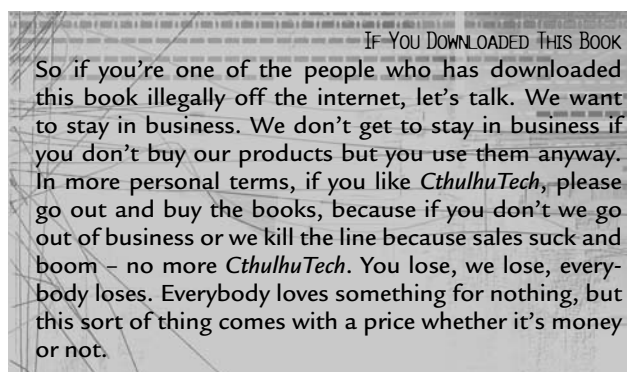 If You Downloaded This Book
So if you’re one of the people who has downloaded
this book illegally off the internet, let’s talk. We want
to stay in business. We don’t get to stay in business if
you don’t buy our products but you use them anyway.
In more personal terms, if you like CthulhuTech, please
go out and buy the books, because if you don’t we go
out of business or we kill the line because sales suck and
boom – no more CthulhuTech. You lose, we lose, every-
body loses. Everybody loves something for nothing, but
this sort of thing comes with a price whether it’s money
or not.